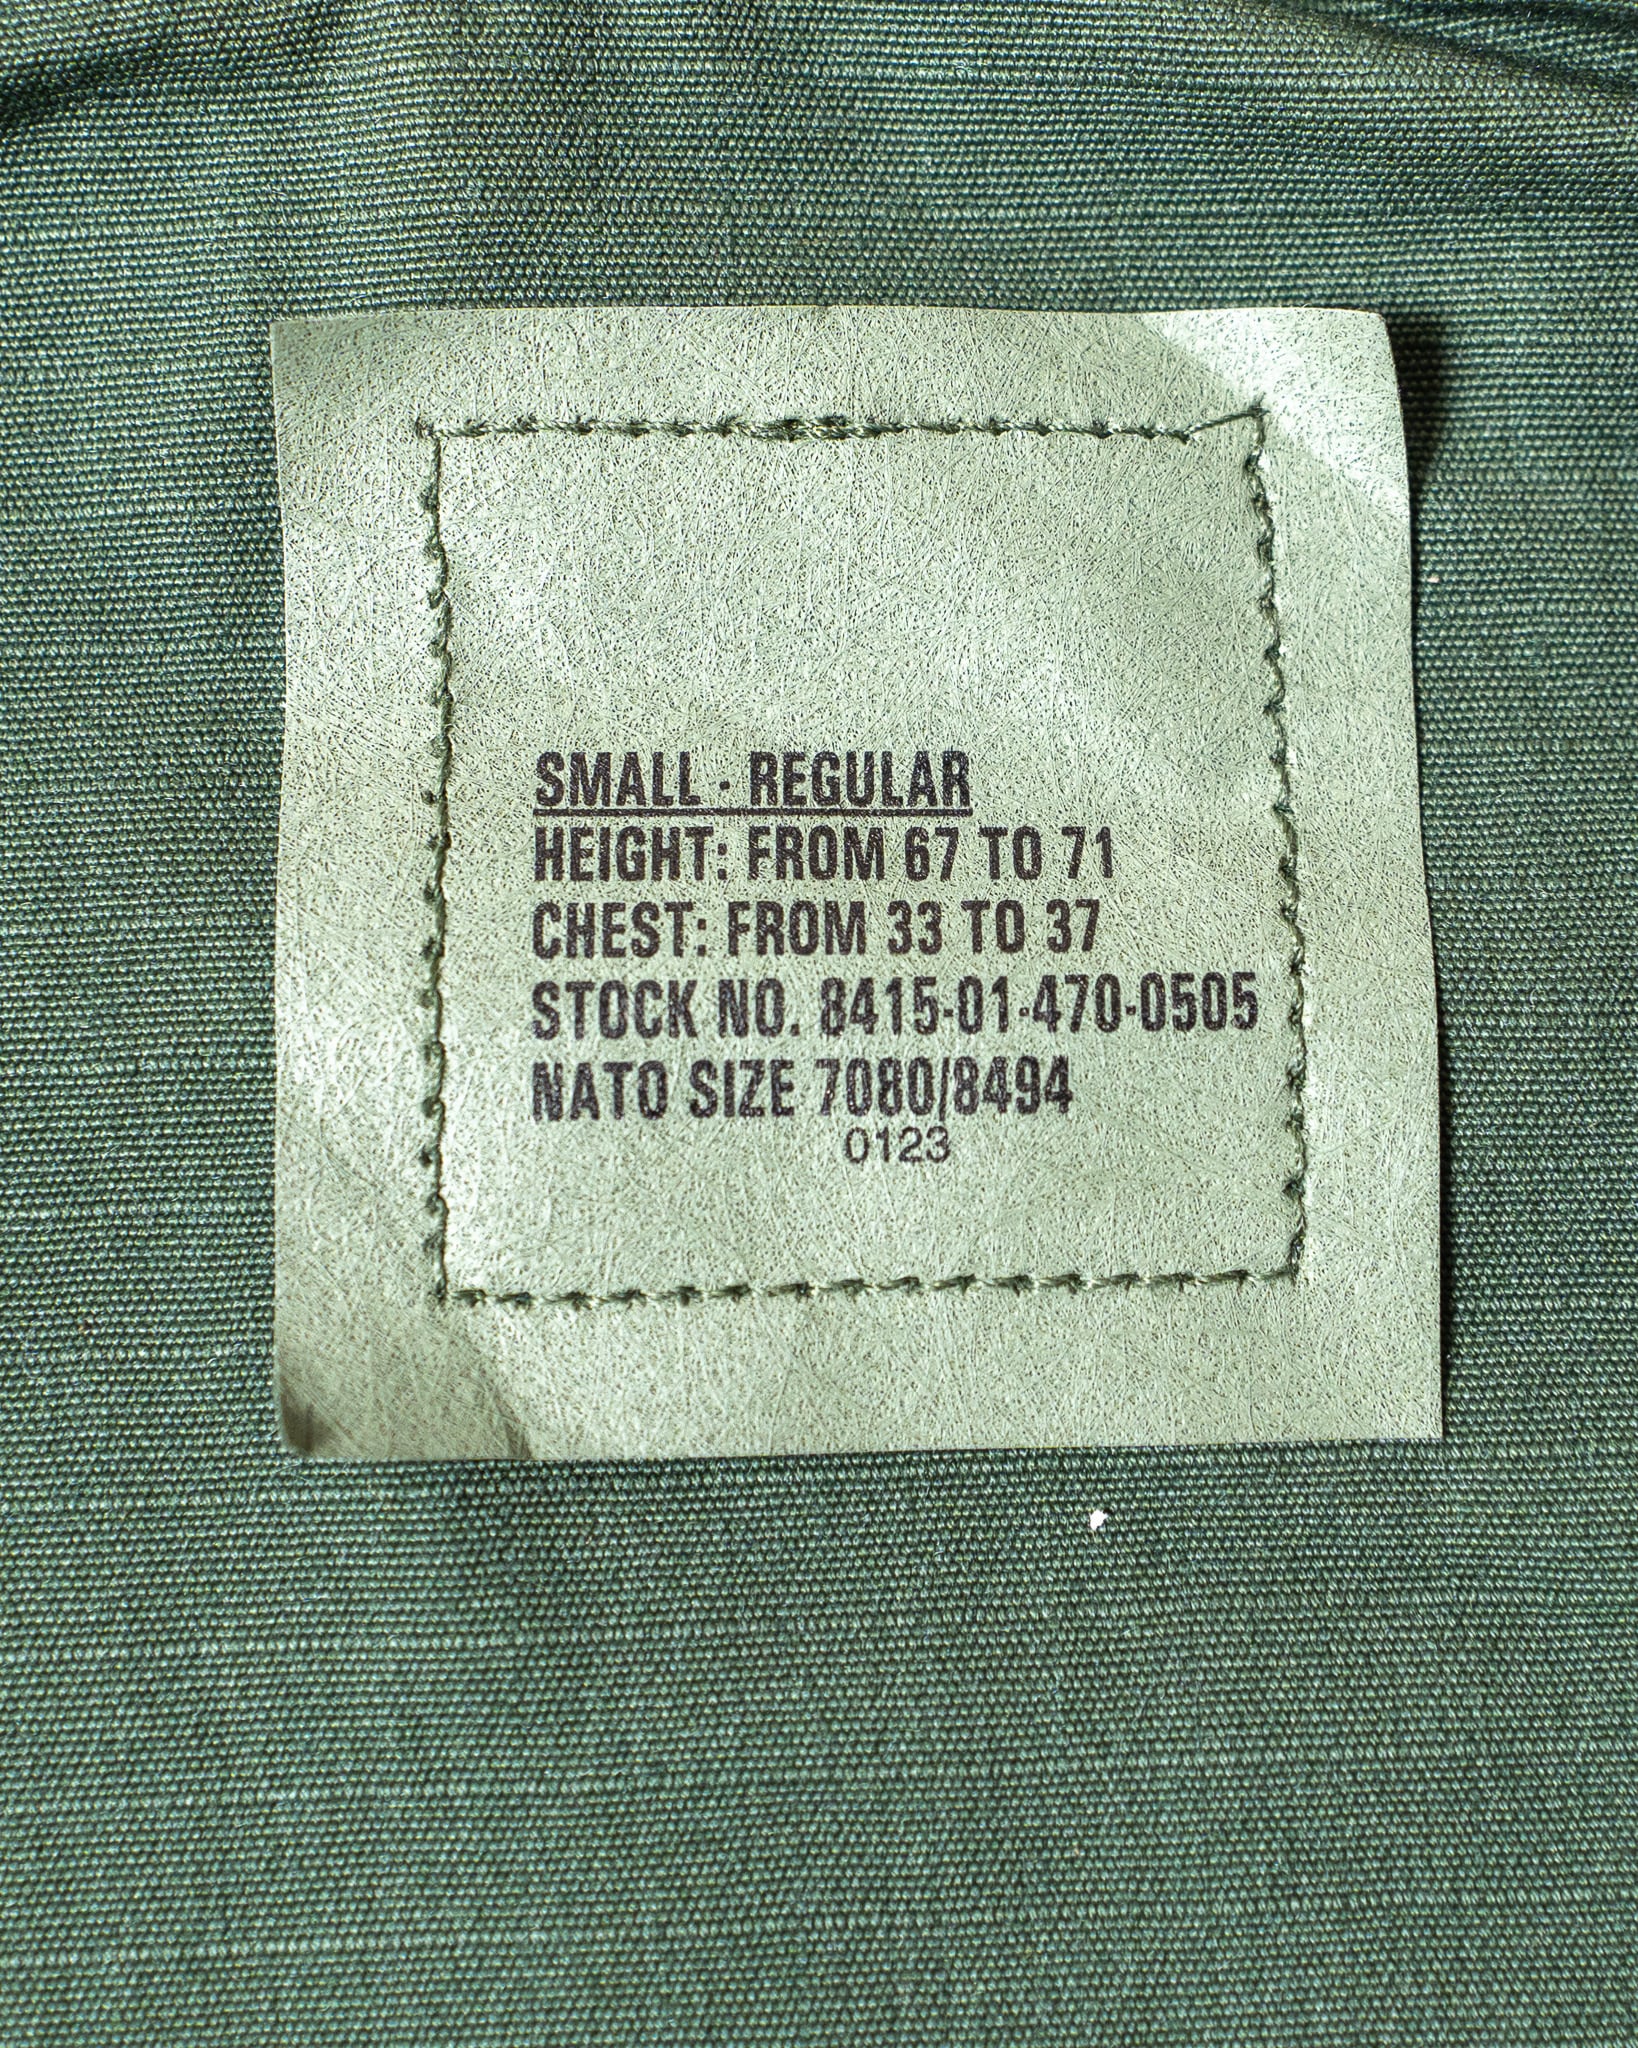 SMALL - REGULAR
HEIGHT: FROM 67 TO 71
CHEST: FROM 33 TO 37
STOCK NO. 8415-01-470-0505
NATO SIZE 7080/8494
0123